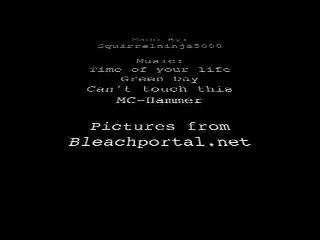 Made By:
Squirrelninja5000
Music:
Time of your life
Green Day
Can't touch this
MC-Hammer
Pictures from
Bleachportal.net